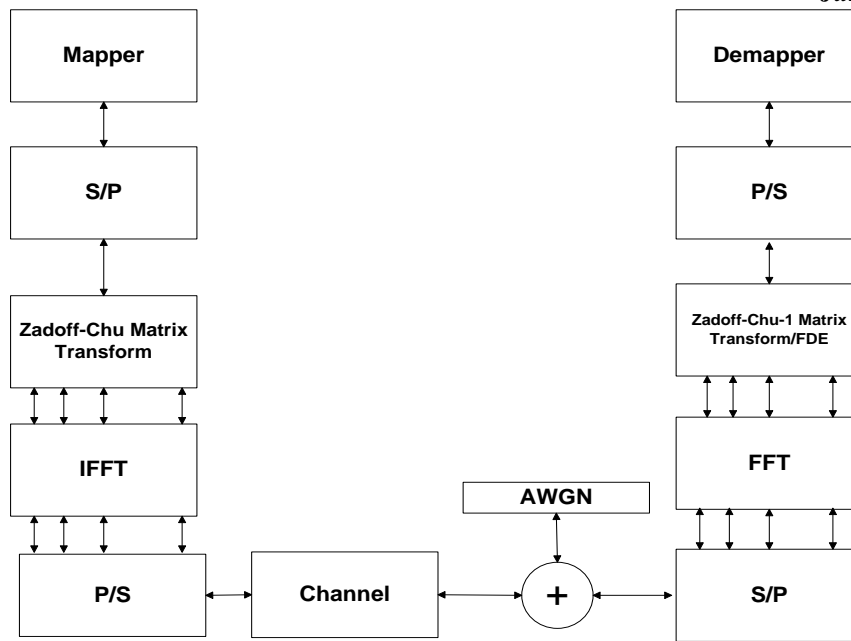 Mapper
S/P
Zadoff-Chu Matrix
Transform
IFFT
P/S
Channel
AWGN
+
Demapper
P/S
Zadoff-Chu-1 Matrix
Transform/FDE
FFT
S/P